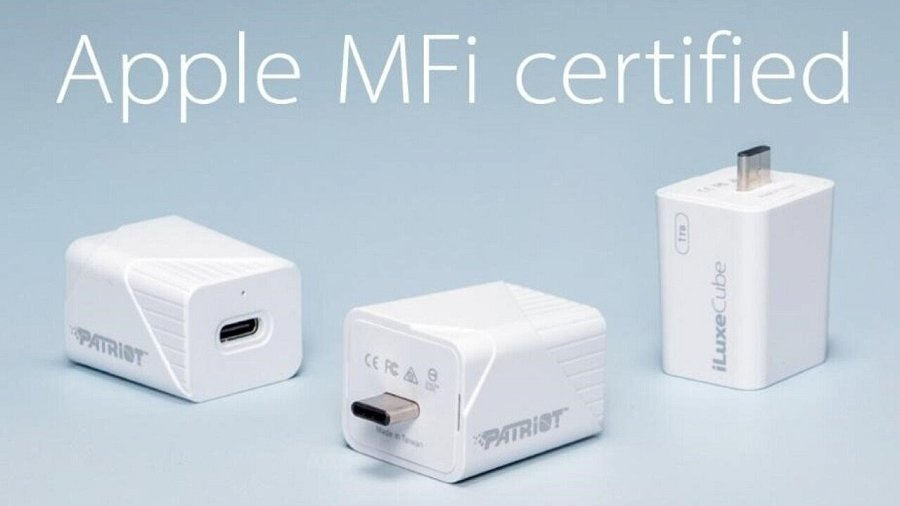 Apple MFi certified
PATRIOT
CE FC
Made in Taiwan
PATRIOT
1TB
iLuxeCube